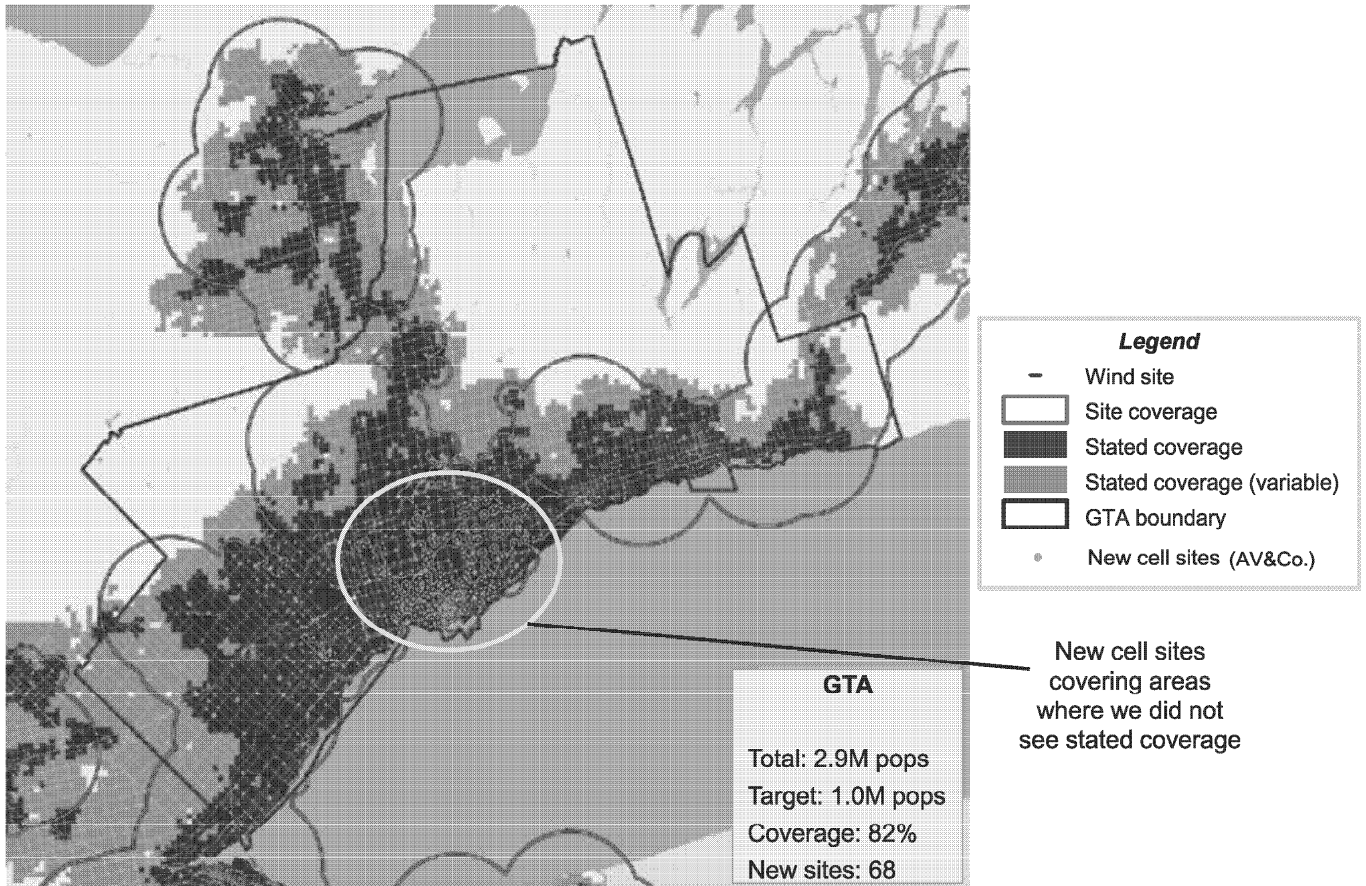 Legend
Wind site
Site coverage
Stated coverage
Stated coverage (variable)
GTA boundary
New cell sites (AV&Co.)
New cell sites
covering areas
where we did not
see stated coverage
GTA
Total: 2.9M pops
Target: 1.0M pops
Coverage: 82%
New sites: 68